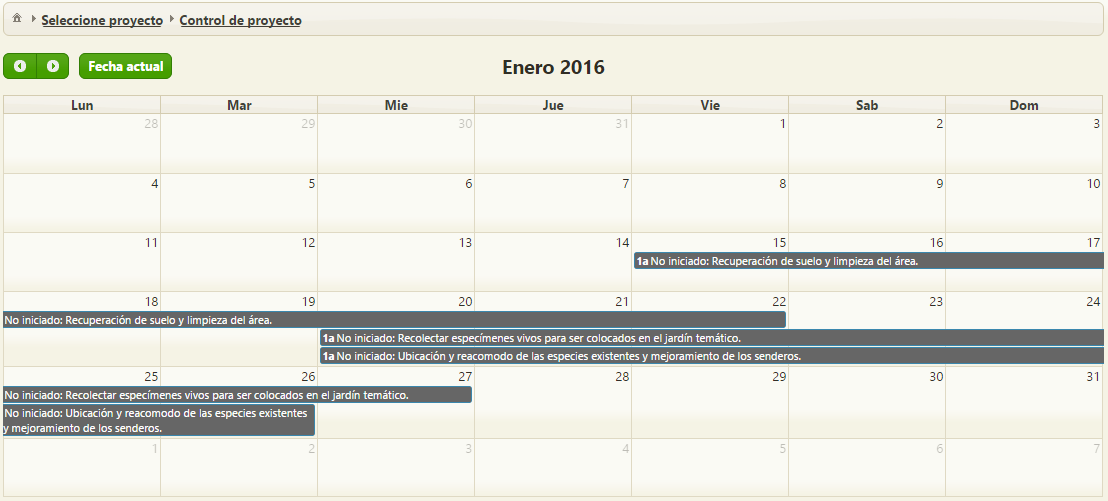 Seleccione proyecto Control de proyecto
Fecha actual
Enero 2016
Lun Mar Mie Jue Vie Sab Dom
28 29 30 31 1 2 3
4 5 6 7 8 9 10
11 12 13 14 15 16 17
1a No iniciado: Recuperación de suelo y limpieza del área.
18 19 20 21 22 23 24
No iniciado: Recuperación de suelo y limpieza del área.
1a No iniciado: Recolectar especímenes vivos para ser colocados en el jardín temático.
1a No iniciado: Ubicación y reacomodo de las especies existentes y mejoramiento de los senderos.
25 26 27 28 29 30 31
No iniciado: Recolectar especímenes vivos para ser colocados en el jardín temático.
No iniciado: Ubicación y reacomodo de las especies existentes
y mejoramiento de los senderos.
1 2 3 4 5 6 7